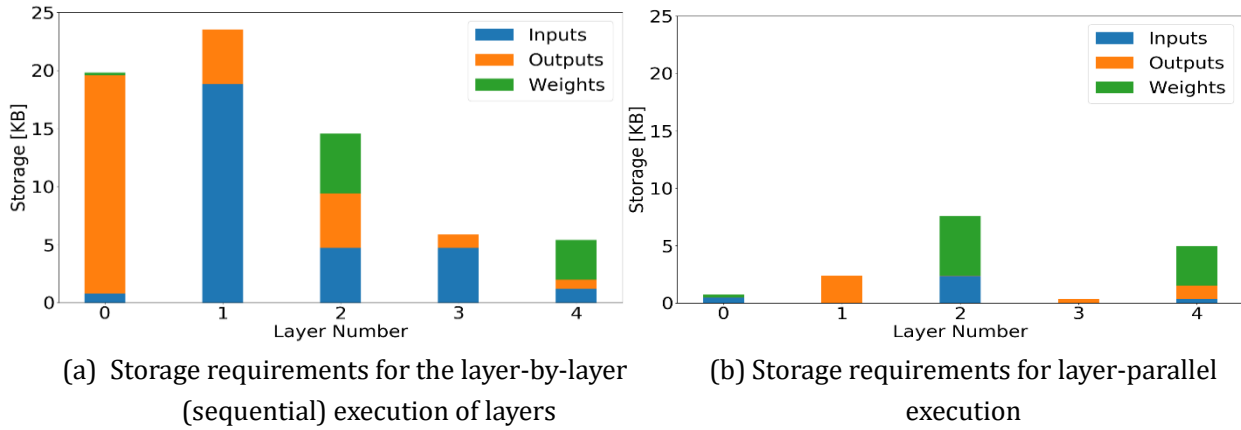 25
20
15
10
5
0
Storage [KB]
Inputs
Outputs
Weights
0 1 2 3 4
Layer Number
(a) Storage requirements for the layer-by-layer
(sequential) execution of layers
25
20
15
10
5
0
Storage [KB]
Inputs
Outputs
Weights
0 1 2 3 4
Layer Number
(b) Storage requirements for layer-parallel
execution